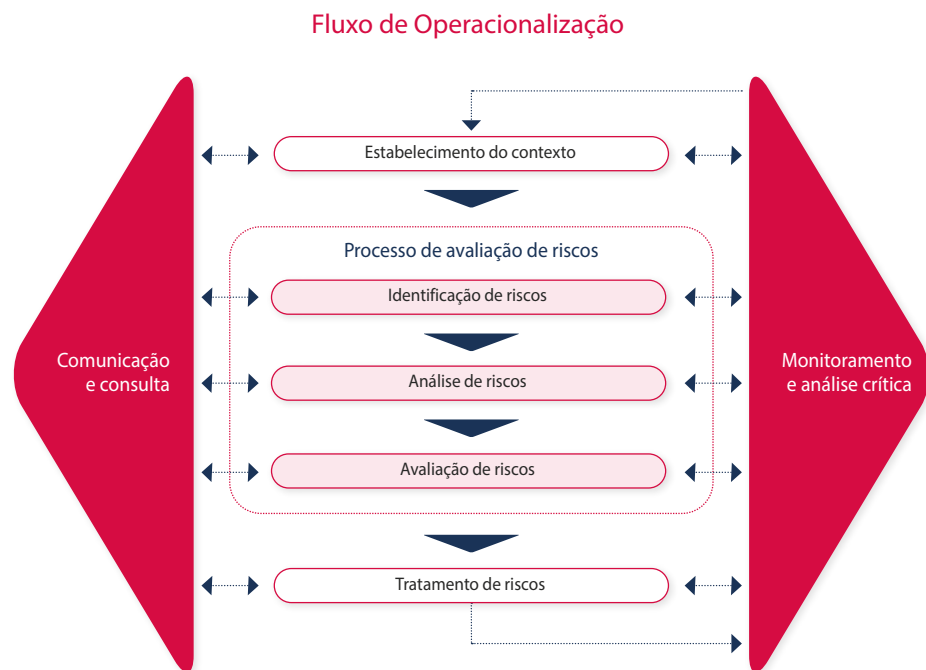 Fluxo de Operacionalização
Estabelecimento do contexto
Processo de avaliação de riscos
Identificação de riscos
Comunicação
e consulta
Análise de riscos
Monitoramento
e análise crítica
Avaliação de riscos
Tratamento de riscos